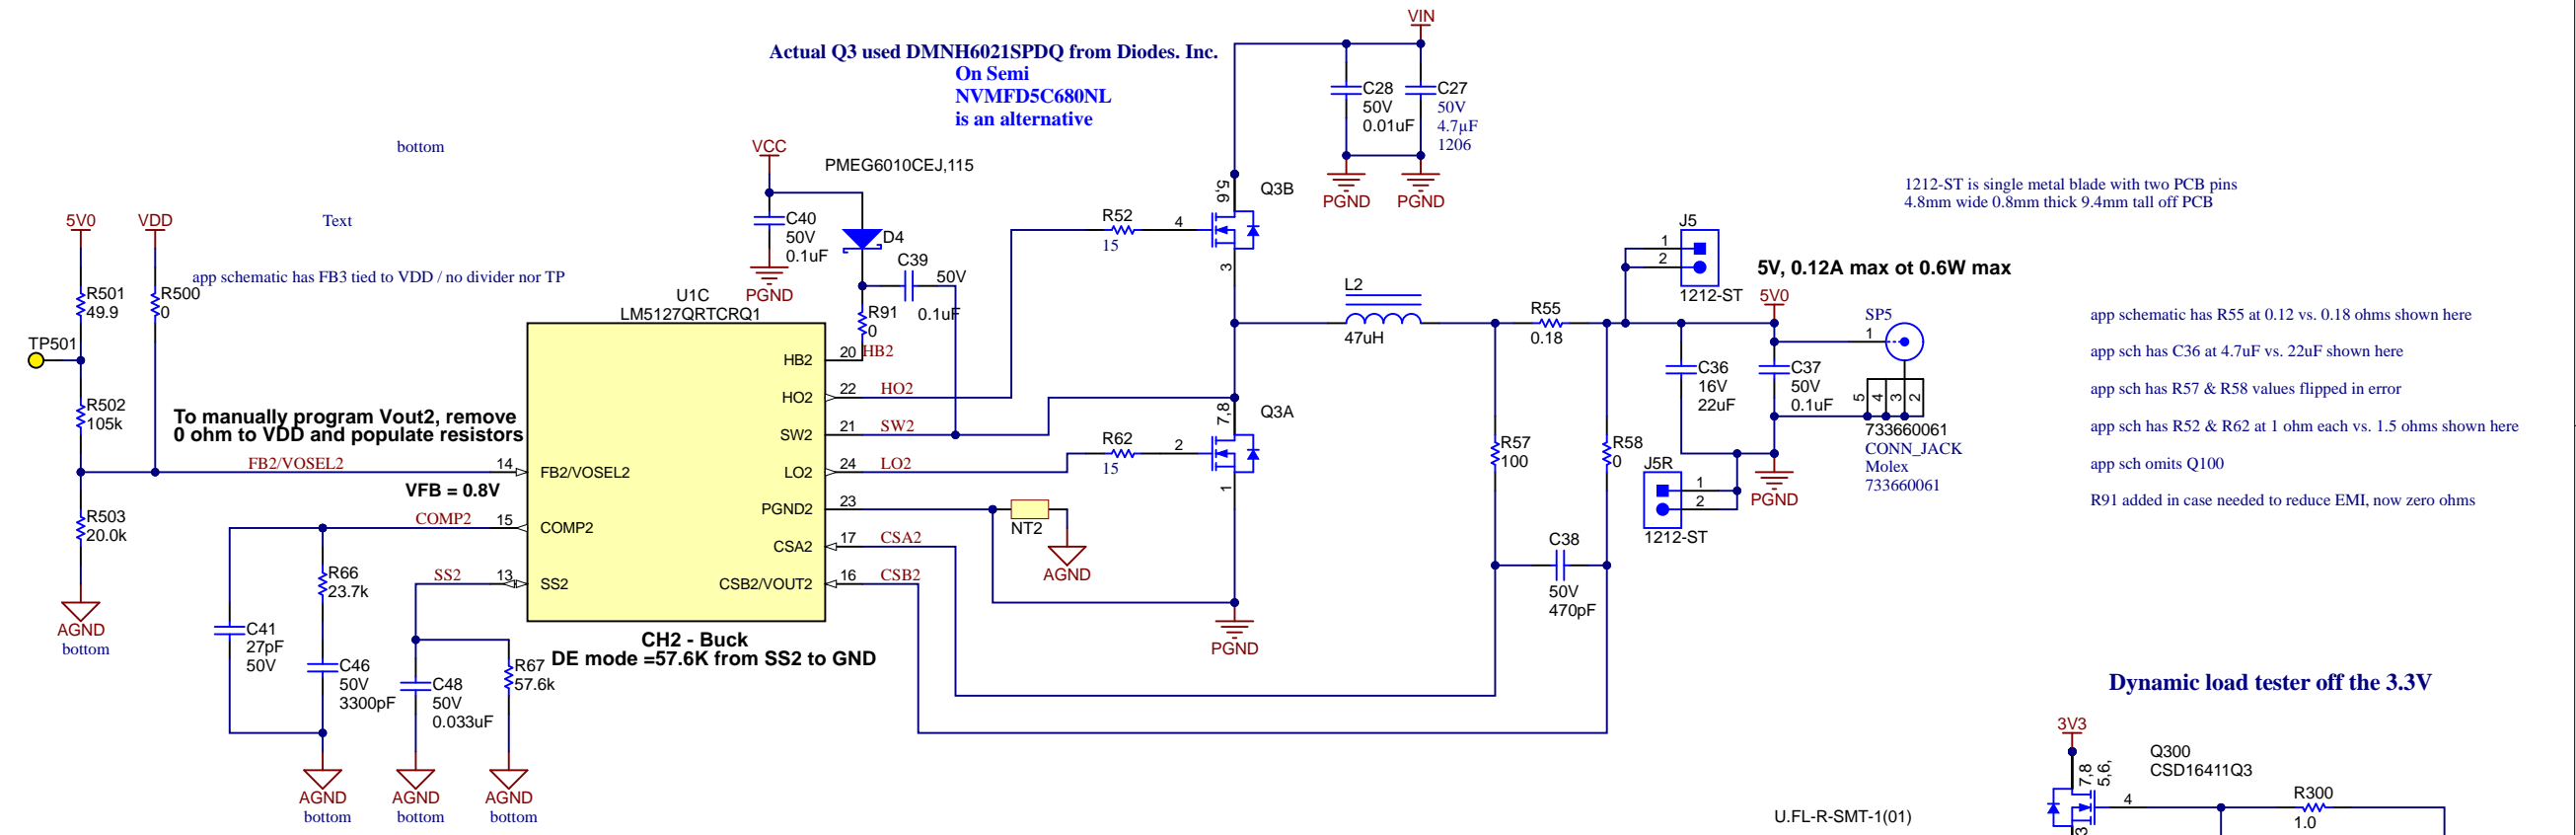 VIN
Actual Q3 used DMNH6021SPDQ from Diodes. Inc.
On Semi
NVMFD5C680NL
is an alternative
C28
50V
0.01uF
C27
50V
4.7µF
1206
PGND
PGND
bottom
VCC
PMEG6010CEJ,115
C40
50V
0.1uF
PGND
D4
C39
50V
0.1uF
R91
0
5V0
VDD
Text
app schematic has FB3 tied to VDD / no divider nor TP
R501
49.9
R500
0
TP501
R502
105k
To manually program Vout2, remove
0 ohm to VDD and populate resistors
FB2/VOSEL2
VFB = 0.8V
R503
20.0k
AGND
bottom
COMP2
SS2
R66
23.7k
C41
27pF
50V
C46
50V
3300pF
C48
50V
0.033uF
R67
57.6k
AGND
bottom
AGND
bottom
AGND
bottom
U1C
LM5127QRTCRQ1
14
FB2/VOSEL2
15
COMP2
13
SS2
HB2
20
HB2
HO2
22
HO2
SW2
21
SW2
LO2
24
LO2
PGND2
23
CSA2
17
CSA2
CSB2/VOUT2
16
CSB2
CH2 - Buck
DE mode =57.6K from SS2 to GND
NT2
AGND
R52
15
4
5,6
Q3B
3
R62
15
2
7,8
Q3A
1
PGND
L2
47uH
R55
0.18
R57
100
R58
0
C38
50V
470pF
J5
1
2
1212-ST
1212-ST is single metal blade with two PCB pins
4.8mm wide 0.8mm thick 9.4mm tall off PCB
5V, 0.12A max ot 0.6W max
5V0
SP5
1
C36
16V
22uF
C37
50V
0.1uF
5
4
3
2
733660061
CONN_JACK
Molex
733660061
J5R
1
2
1212-ST
PGND
app schematic has R55 at 0.12 vs. 0.18 ohms shown here
app sch has C36 at 4.7uF vs. 22uF shown here
app sch has R57 & R58 values flipped in error
app sch has R52 & R62 at 1 ohm each vs. 1.5 ohms shown here
app sch omits Q100
R91 added in case needed to reduce EMI, now zero ohms
Dynamic load tester off the 3.3V
3V3
Q300
CSD16411Q3
7,8
5,6,
4
3
R300
1.0
U.FL-R-SMT-1(01)